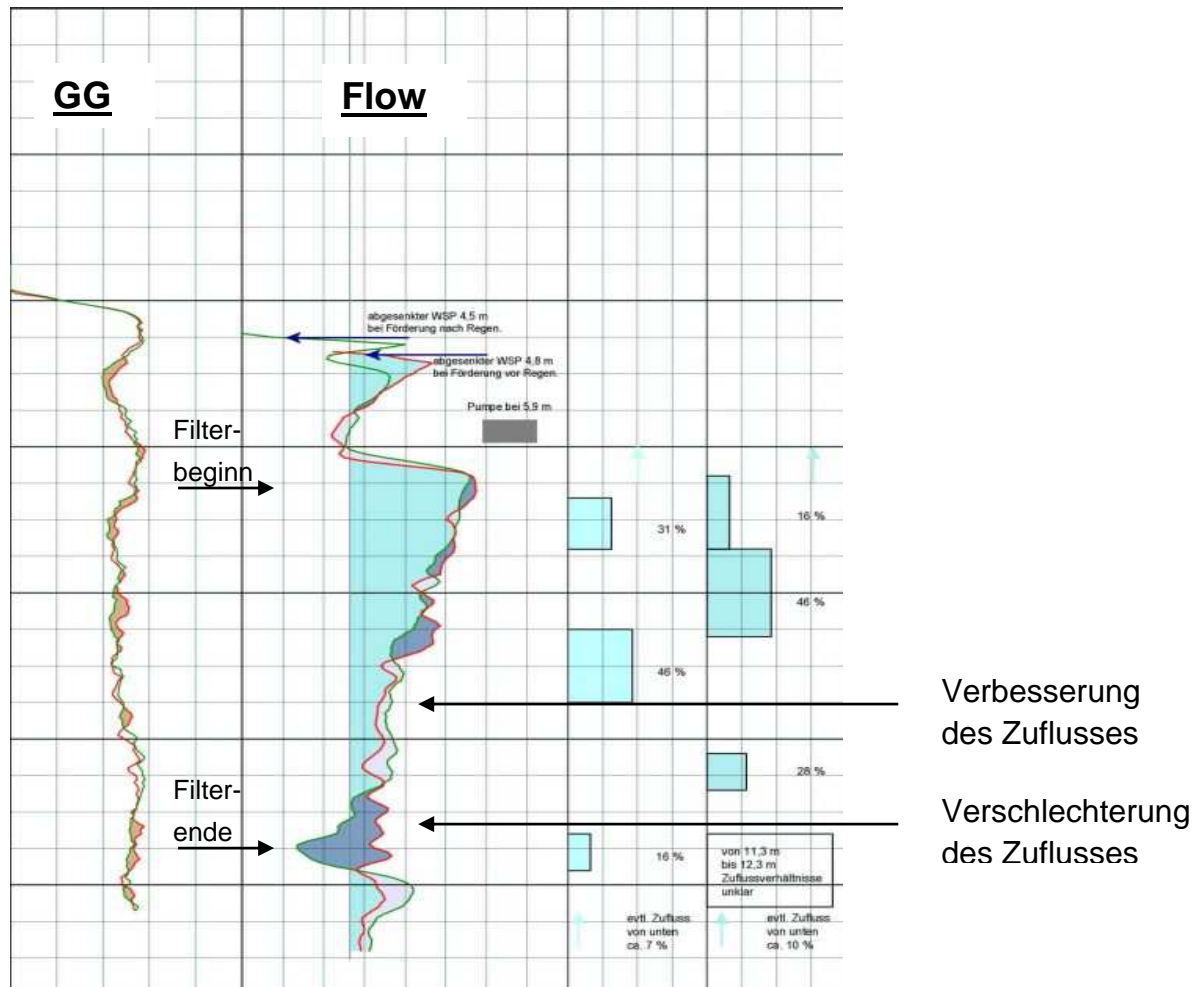 GG
Flow
abgesenkter WSP 4,5 m
bei Förderung nach Regen.
abgesenkter WSP 4,8 m
bei Förderung vor Regen.
Pumpe bei 5,9 m
Filter-
beginn
31 %
16 %
46 %
46 %
Verbesserung
des Zuflusses
28 %
Filter-
ende
Verschlechterung
des Zuflusses
16 %
von 11,3 m
bis 12,3 m
Zuflussverhältnisse
unklar
evtl. Zufluss
von unten
ca. 7 %
evtl. Zufluss
von unten
ca. 10 %